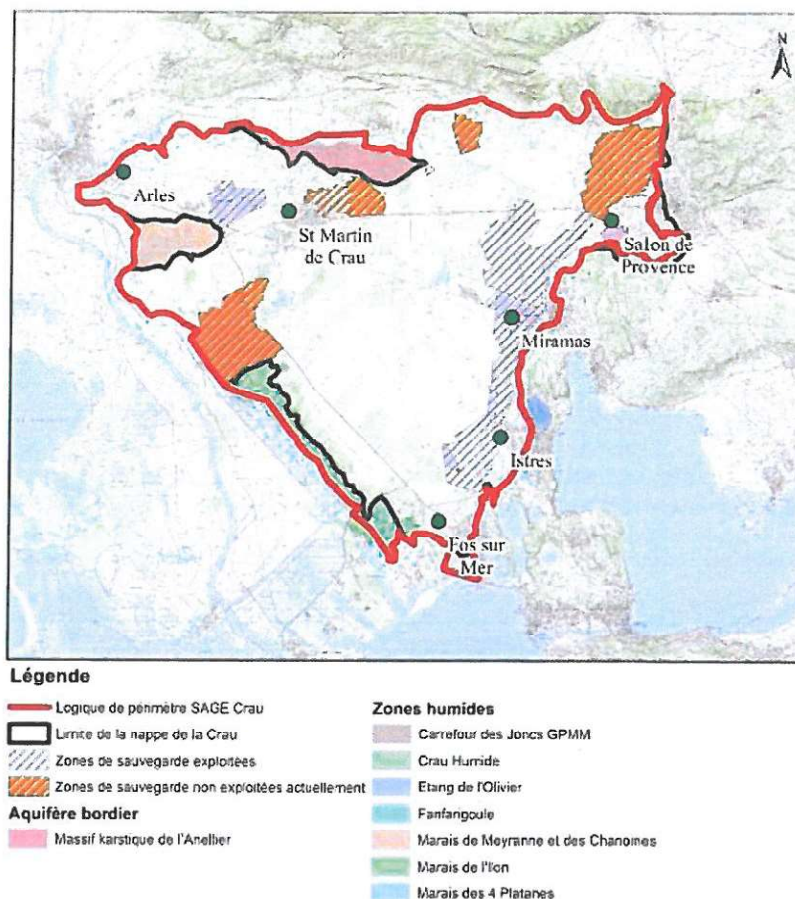 N
Arles
St Martin
de Crau
Salon de
Provence
Miramas
Istres
Fos sur
Mer
Légende
Logique de périmètre SAGE Crau
Limite de la nappe de la Crau
Zones de sauvegarde exploitées
Zones de sauvegarde non exploitées actuellement
Aquifère bordier
Massif karstique de l'Anellier
Zones humides
Carrefour des Joncs GPMM
Crau Humide
Etang de l'Olivier
Fanfarigoule
Marais de Meyranne et des Chanoines
Marais de l'Ilon
Marais des 4 Platanes